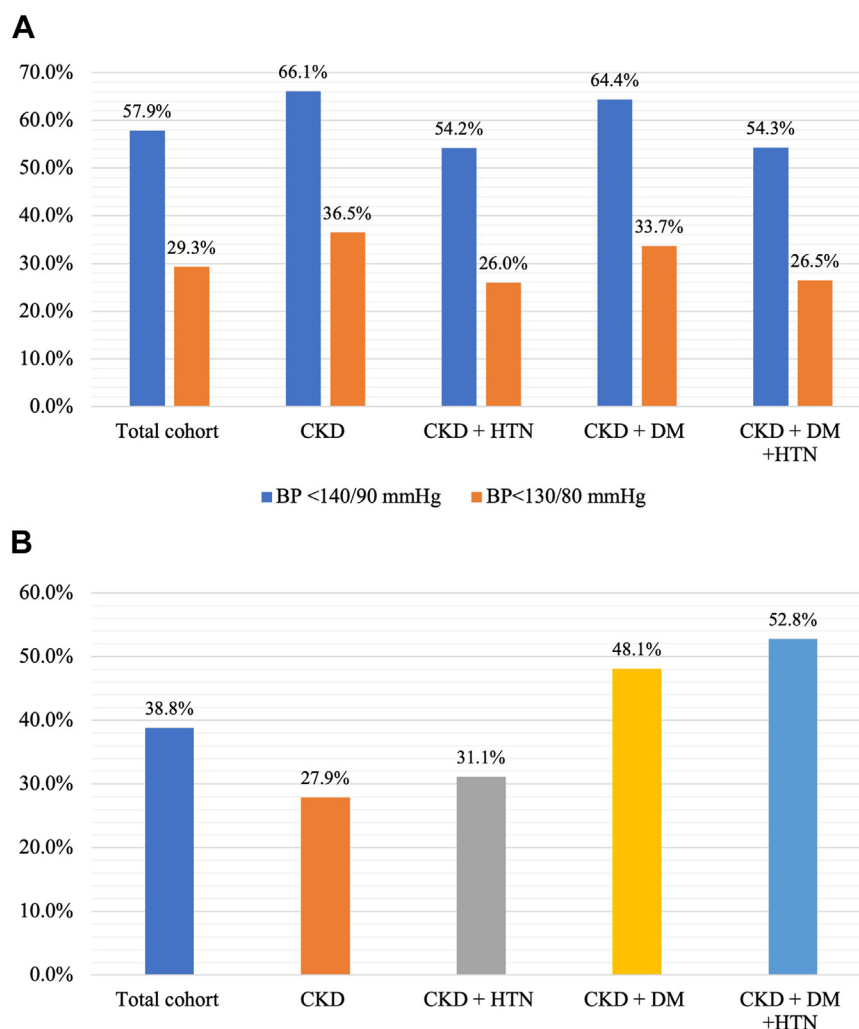 A
70.0%
60.0%
50.0%
40.0%
30.0%
20.0%
10.0%
0.0%
57.9%
29.3%
66.1%
36.5%
54.2%
26.0%
64.4%
33.7%
54.3%
26.5%
Total cohort
CKD
CKD + HTN
CKD + DM
CKD + DM
+HTN
BP <140/90 mmHg
BP<130/80 mmHg
B
60.0%
50.0%
40.0%
30.0%
20.0%
10.0%
0.0%
38.8%
27.9%
31.1%
48.1%
52.8%
Total cohort
CKD
CKD + HTN
CKD + DM
CKD + DM
+HTN